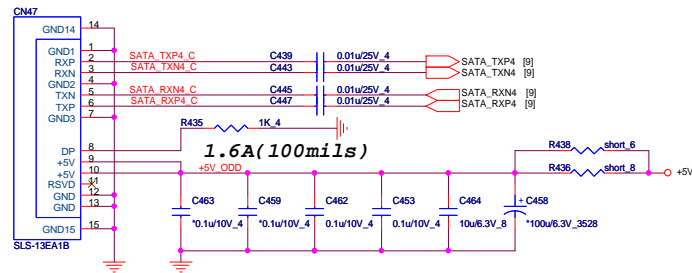 CN47
GND14 14
GND1 1
RXP 2 SATA_TXP4_C C439 0.01u/25V_4 SATA_TXP4 [9]
RXN 3 SATA_TXN4_C C443 0.01u/25V_4 SATA_TXN4 [9]
GND2 4
TXN 5 SATA_RXN4_C C445 0.01u/25V_4 SATA_RXN4 [9]
TXP 6 SATA_RXP4_C C447 0.01u/25V_4 SATA_RXP4 [9]
GND3 7
R435 1K_4
DP 8
1.6A(100mils)
R438 short_6
+5V 9
+5V 10 +5V_ODD
R436 short_8
+5V
RSVD 11
GND 12
GND 13
C463 C459 C462 C453 C464 + C458
*0.1u/10V_4 *0.1u/10V_4 0.1u/10V_4 0.1u/10V_4 10u/6.3V_8 *100u/6.3V_3528
GND15 15
SLS-13EA1B